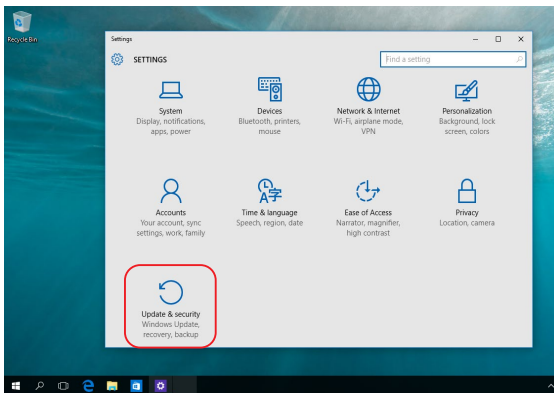 Recycle Bin
Settings
SETTINGS
Find a setting
System
Display, notifications,
apps, power
Devices
Bluetooth, printers,
mouse
Network & Internet
Wi-Fi, airplane mode,
VPN
Personalization
Background, lock
screen, colors
Accounts
Your account, sync
settings, work, family
Time & language
Speech, region, date
Ease of Access
Narrator, magnifier,
high contrast
Privacy
Location, camera
Update & security
Windows Update,
recovery, backup